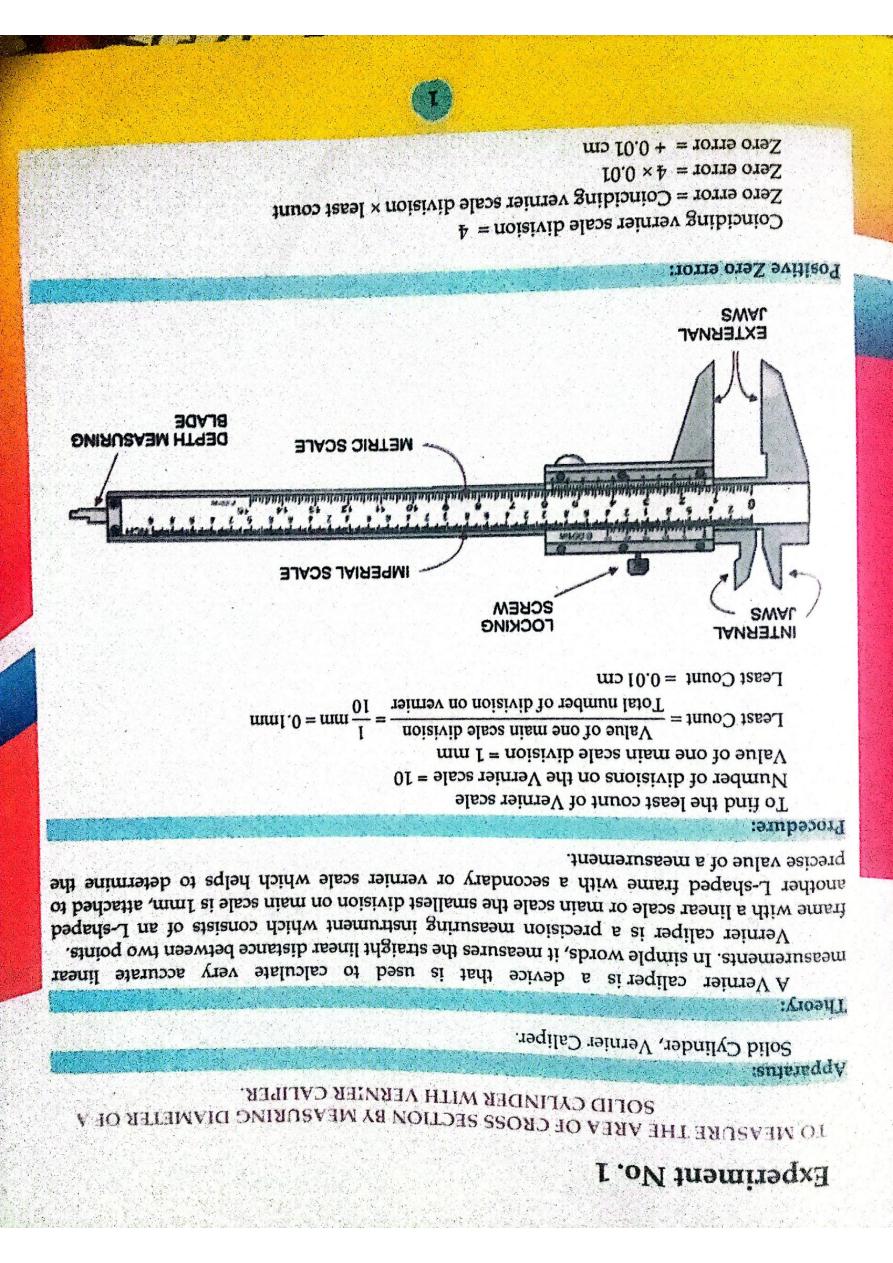 Experiment No. 1
TO MEASURE THE AREA OF CROSS SECTION BY MEASURING DIAMETER OF A
SOLID CYLINDER WITH VERNIER CALIPER.
Apparatus:
Solid Cylinder, Vernier Caliper.
Theory:
A Vernier caliper is a device that is used to calculate very accurate linear
measurements. In simple words, it measures the straight linear distance between two points.
Vernier caliper is a precision measuring instrument which consists of an L-shaped
frame with a linear scale or main scale the smallest division on main scale is 1mm, attached to
another L-shaped frame with a secondary or vernier scale which helps to determine the
precise value of a measurement.
Procedure:
To find the least count of Vernier scale
Number of divisions on the Vernier scale = 10
Value of one main scale division = 1 mm
Least Count = Value of one main scale division / Total number of division on vernier = 1/10 mm = 0.1mm
Least Count = 0.01 cm
INTERNAL
JAWS
LOCKING
SCREW
IMPERIAL SCALE
METRIC SCALE
DEPTH MEASURING
BLADE
EXTERNAL
JAWS
Positive Zero error:
Coinciding vernier scale division = 4
Zero error = Coinciding vernier scale division × least count
Zero error = 4 × 0.01
Zero error = + 0.01 cm
1